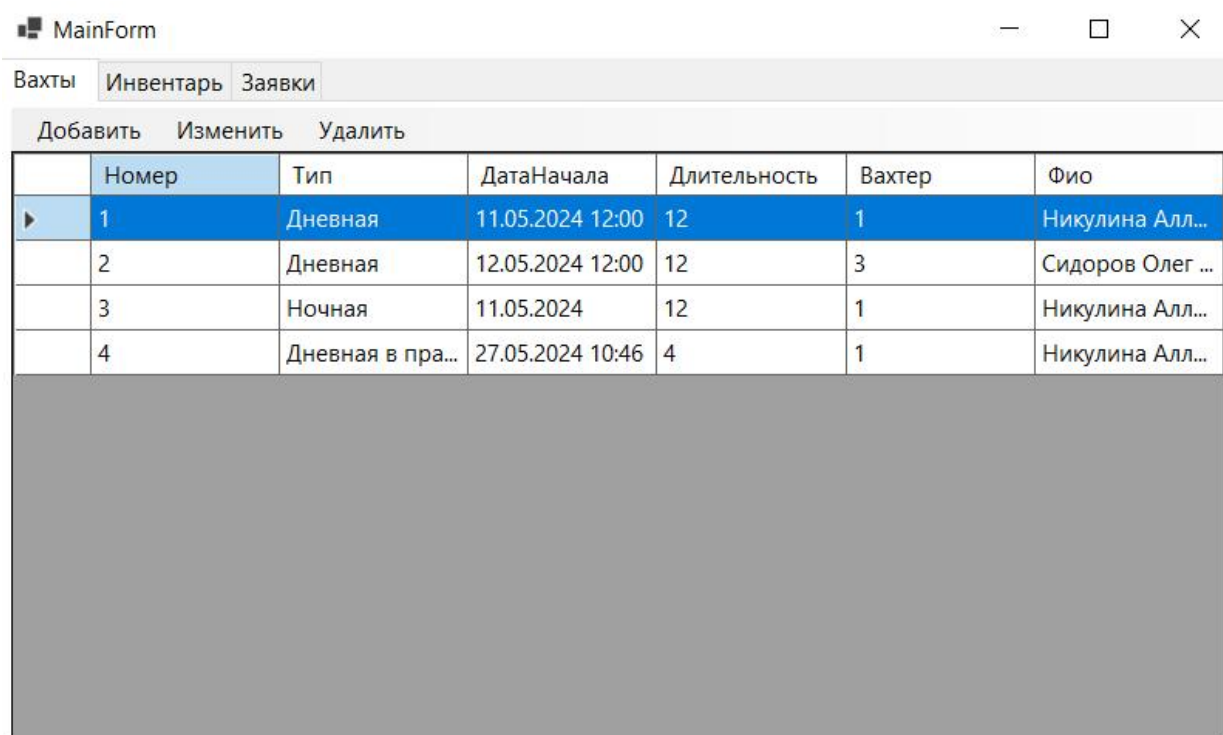 MainForm
Вахты Инвентарь Заявки
Добавить Изменить Удалить
Номер Тип ДатаНачала Длительность Вахтер Фио
1 Дневная 11.05.2024 12:00 12 1 Никулина Алл...
2 Дневная 12.05.2024 12:00 12 3 Сидоров Олег ...
3 Ночная 11.05.2024 12 1 Никулина Алл...
4 Дневная в пра... 27.05.2024 10:46 4 1 Никулина Алл...